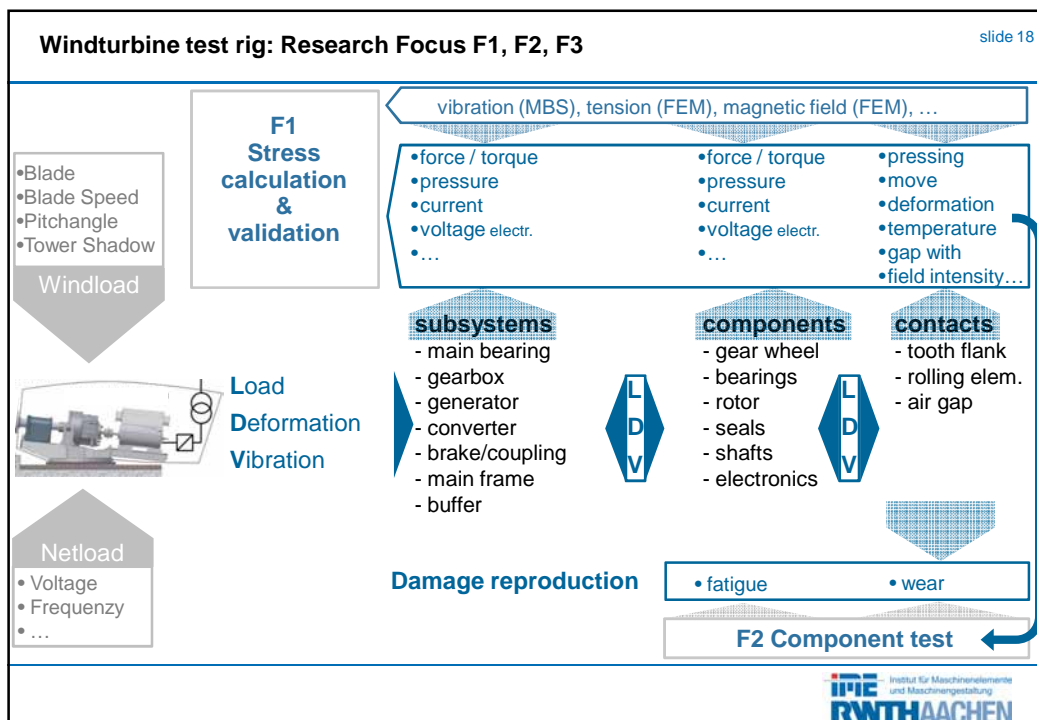 Windturbine test rig: Research Focus F1, F2, F3
slide 18
F1
Stress
calculation
&
validation
vibration (MBS), tension (FEM), magnetic field (FEM), …
•force / torque
•pressure
•current
•voltage electr.
•…
•force / torque
•pressure
•current
•voltage electr.
•…
•pressing
•move
•deformation
•temperature
•gap with
•field intensity…
•Blade
•Blade Speed
•Pitchangle
•Tower Shadow
Windload
Load
Deformation
Vibration
subsystems
- main bearing
- gearbox
- generator
- converter
- brake/coupling
- main frame
- buffer
L
D
V
components
- gear wheel
- bearings
- rotor
- seals
- shafts
- electronics
L
D
V
contacts
- tooth flank
- rolling elem.
- air gap
Netload
• Voltage
• Frequenzy
• …
Damage reproduction
• fatigue
• wear
F2 Component test
iME
Institut für Maschinenelemente
und Maschinengestaltung
RWTHAACHEN